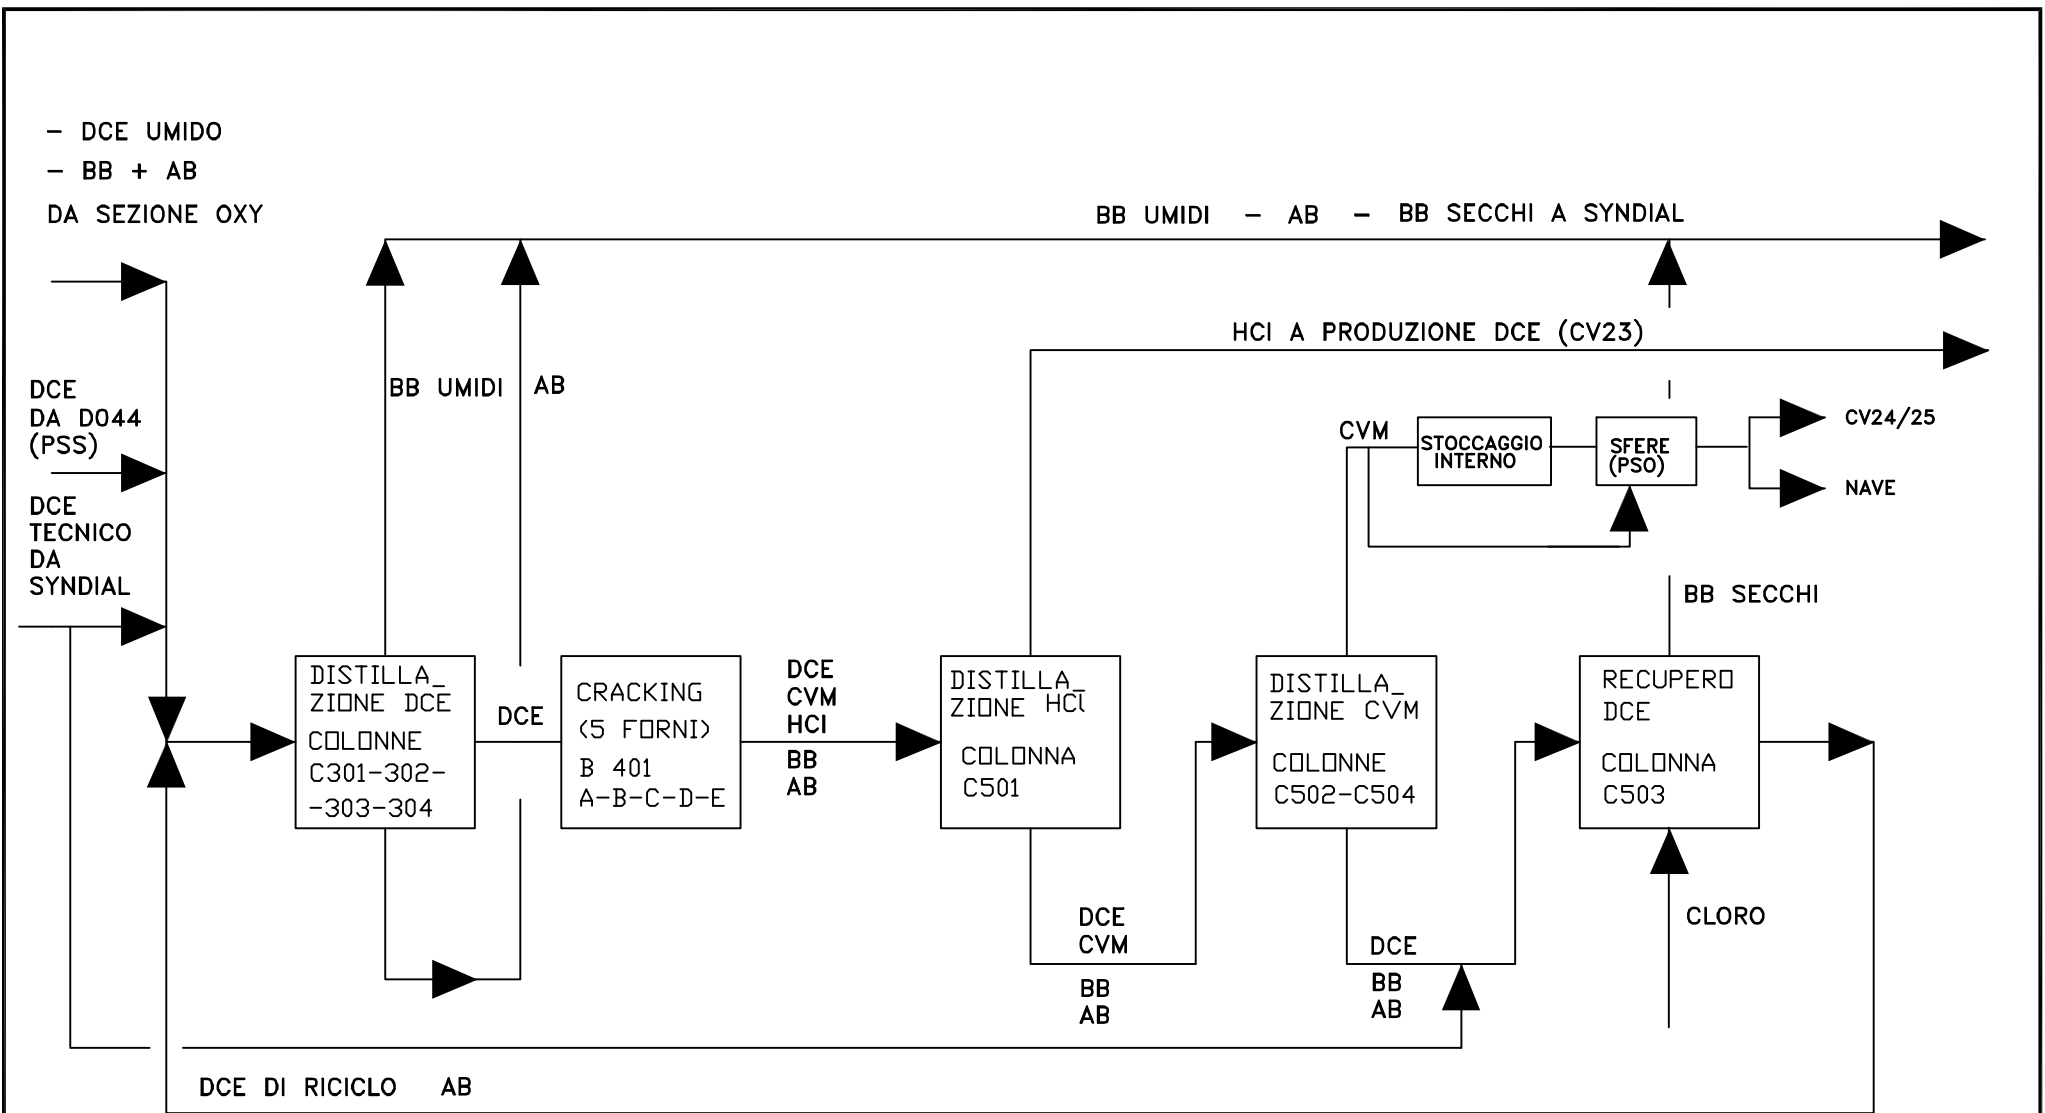 - DCE UMIDO
- BB + AB
DA SEZIONE OXY
BB UMIDI - AB - BB SECCHI A SYNDIAL
HCl A PRODUZIONE DCE (CV23)
DCE
DA D044
(PSS)
BB UMIDI
AB
CVM
STOCCAGGIO
INTERNO
SFERE
(PSO)
CV24/25
NAVE
DCE
TECNICO
DA
SYNDIAL
BB SECCHI
DISTILLA_
ZIONE DCE
COLONNE
C301-302-
-303-304
DCE
CRACKING
(5 FORNI)
B 401
A-B-C-D-E
DCE
CVM
HCl
BB
AB
DISTILLA_
ZIONE HCl
COLONNA
C501
DISTILLA_
ZIONE CVM
COLONNE
C502-C504
RECUPERO
DCE
COLONNA
C503
DCE
CVM
BB
AB
DCE
BB
AB
CLORO
DCE DI RICICLO AB